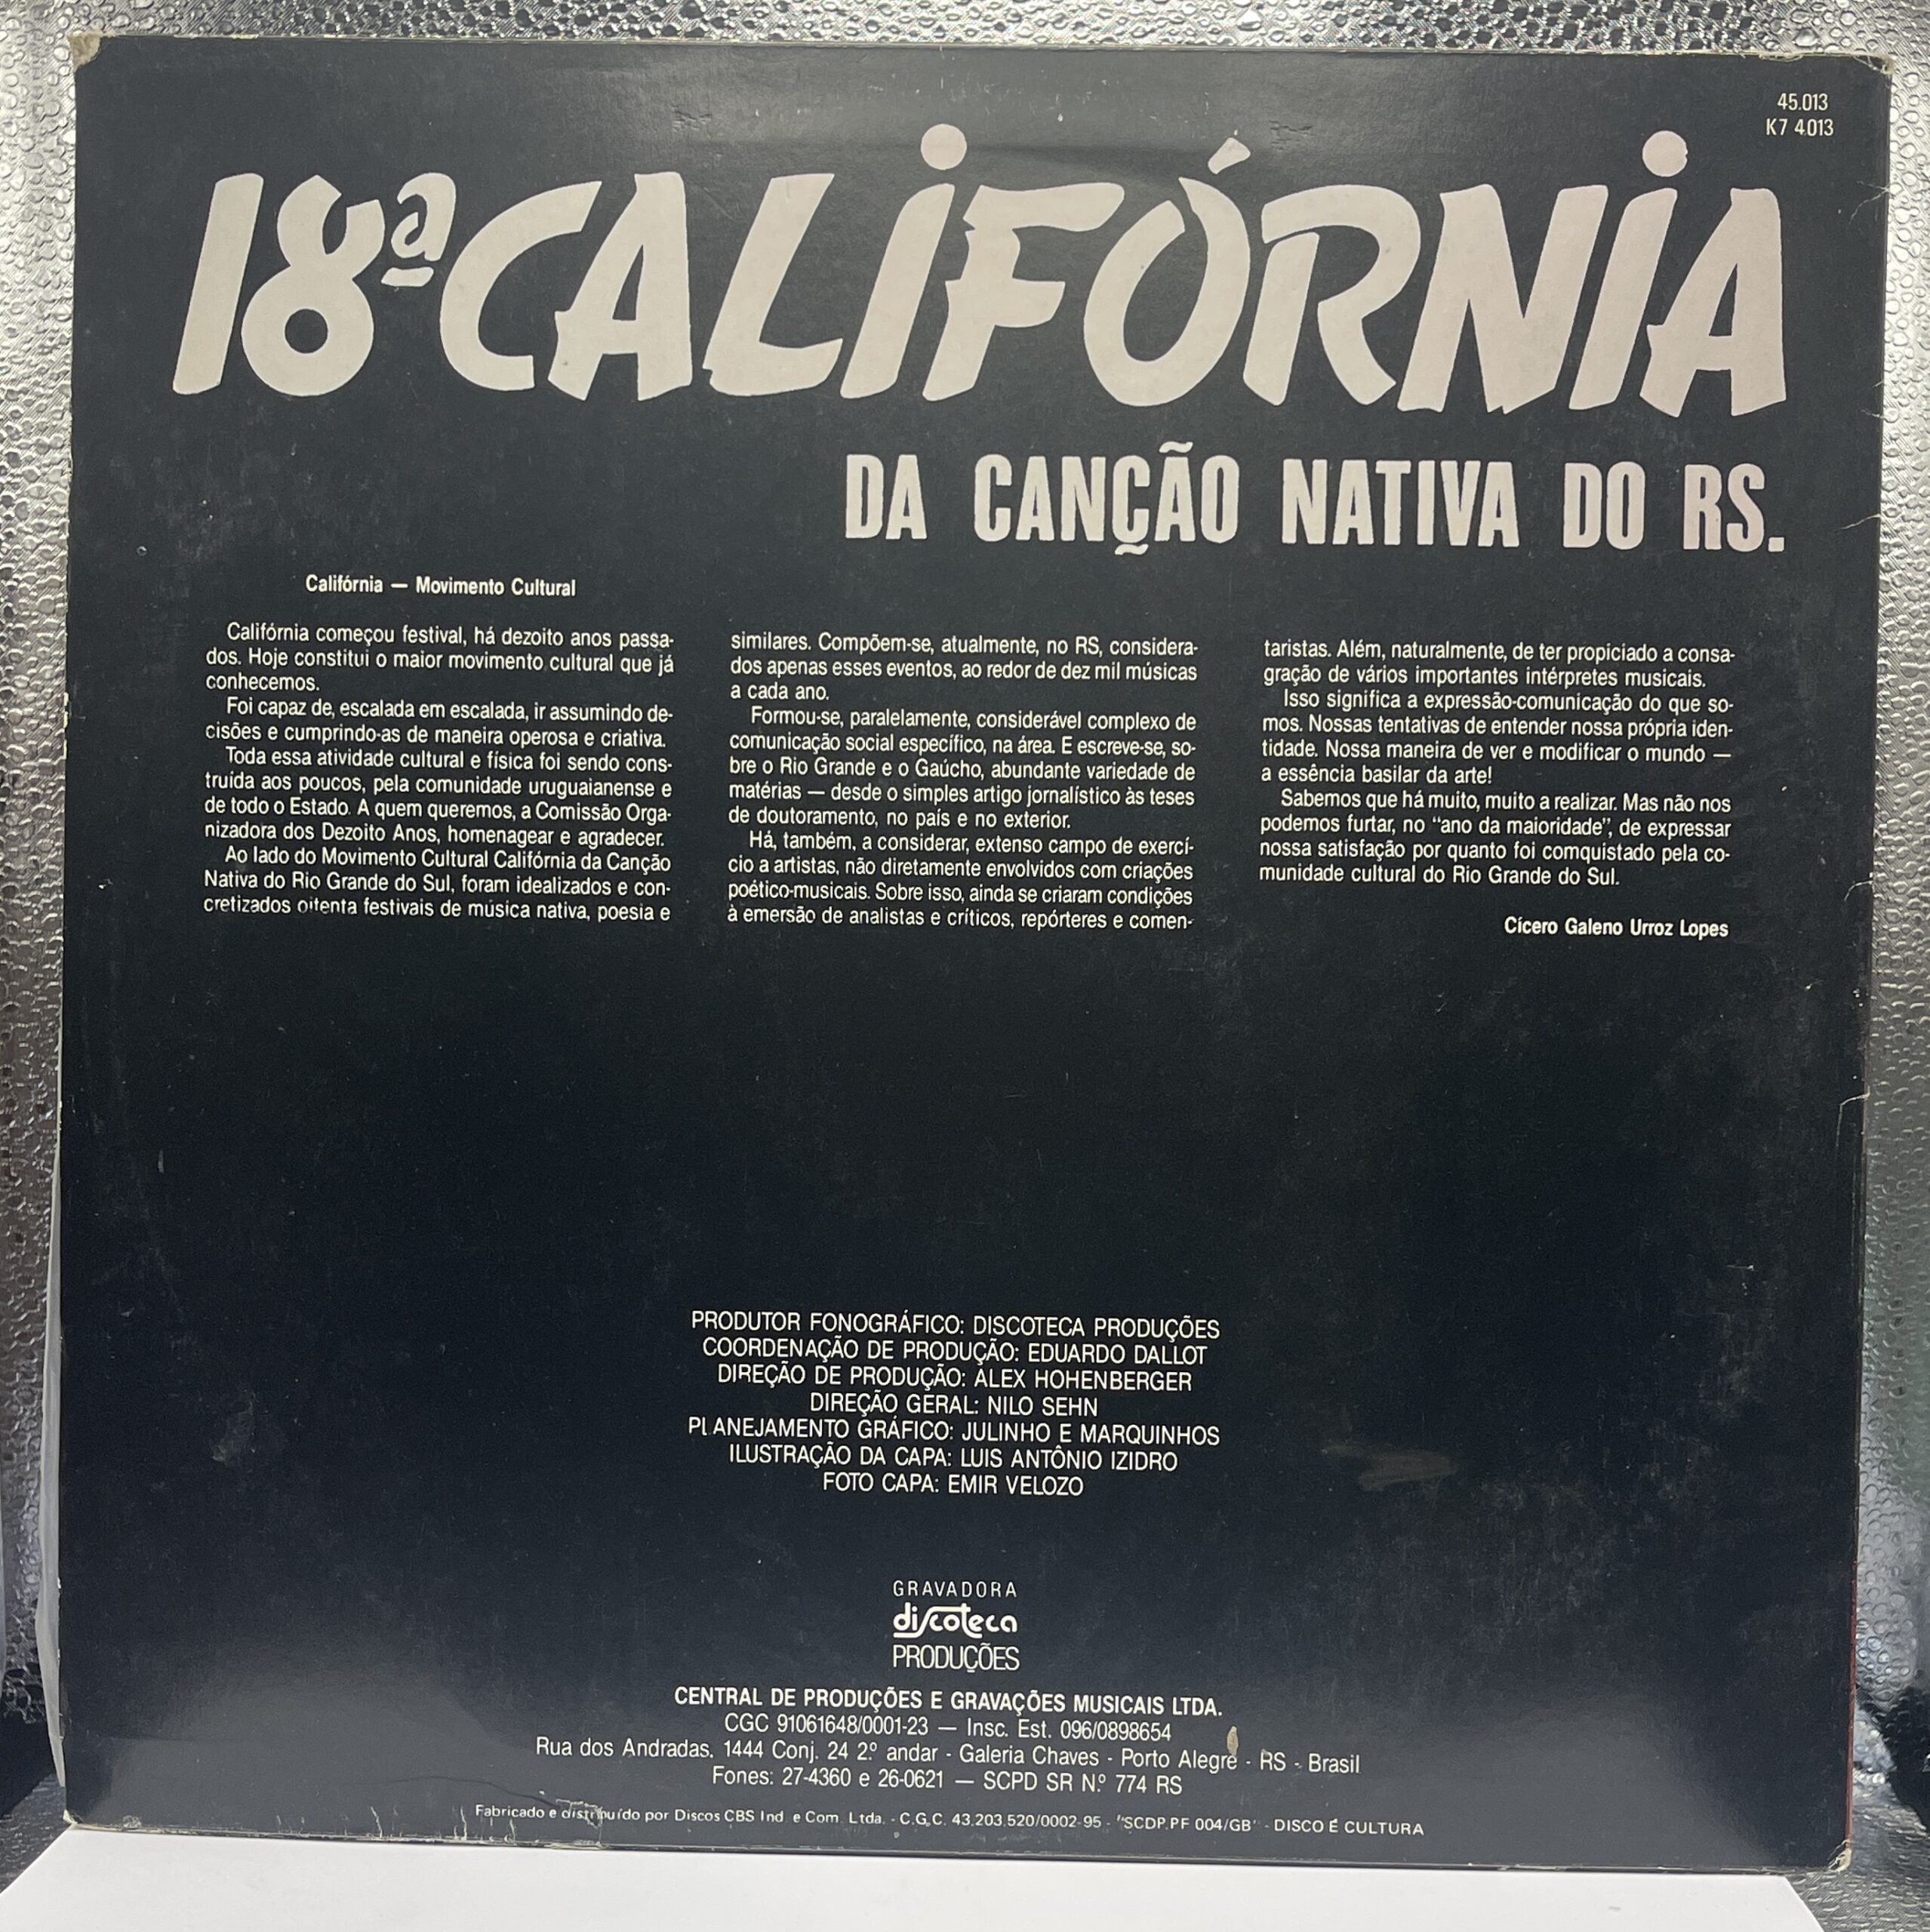 45.013
K7 4013
18ª CALIFÓRNIA
DA CANÇÃO NATIVA DO RS.
Califórnia — Movimento Cultural
Califórnia começou festival, há dezoito anos passa-
dos. Hoje constitui o maior movimento cultural que já
conhecemos.
Foi capaz de, escalada em escalada, ir assumindo de-
cisões e cumprindo-as de maneira operosa e criativa.
Toda essa atividade cultural e física foi sendo cons-
truída aos poucos, pela comunidade uruguaianense e
de todo o Estado. A quem queremos, a Comissão Orga-
nizadora dos Dezoito Anos, homenagear e agradecer.
Ao lado do Movimento Cultural Califórnia da Canção
Nativa do Rio Grande do Sul, foram idealizados e con-
cretizados oitenta festivais de música nativa, poesia e
similares. Compõem-se, atualmente, no RS, considera-
dos apenas esses eventos, ao redor de dez mil músicas
a cada ano.
Formou-se, paralelamente, considerável complexo de
comunicação social específico, na área. E escreve-se, so-
bre o Rio Grande e o Gaúcho, abundante variedade de
matérias — desde o simples artigo jornalístico às teses
de doutoramento, no país e no exterior.
Há, também, a considerar, extenso campo de exercí-
cio a artistas, não diretamente envolvidos com criações
poético-musicais. Sobre isso, ainda se criaram condições
à emersão de analistas e críticos, repórteres e comen-
taristas. Além, naturalmente, de ter propiciado a consa-
gração de vários importantes intérpretes musicais.
Isso significa a expressão-comunicação do que so-
mos. Nossas tentativas de entender nossa própria iden-
tidade. Nossa maneira de ver e modificar o mundo —
a essência basilar da arte!
Sabemos que há muito, muito a realizar. Mas não nos
podemos furtar, no "ano da maioridade", de expressar
nossa satisfação por quanto foi comquistado pela co-
munidade cultural do Rio Grande do Sul.
Cícero Galeno Urroz Lopes
PRODUTOR FONOGRÁFICO: DISCOTECA PRODUÇÕES
COORDENAÇÃO DE PRODUÇÃO: EDUARDO DALLOT
DIREÇÃO DE PRODUÇÃO: ALEX HOHENBERGER
DIREÇÃO GERAL: NILO SEHN
PLANEJAMENTO GRÁFICO: JULINHO E MARQUINHOS
ILUSTRAÇÃO DA CAPA: LUIS ANTÔNIO IZIDRO
FOTO CAPA: EMIR VELOZO
GRAVADORA
discoteca
PRODUÇÕES
CENTRAL DE PRODUÇÕES E GRAVAÇÕES MUSICAIS LTDA.
CGC 91061648/0001-23 — Insc. Est. 096/0898654
Rua dos Andradas, 1444 Conj. 24 2º andar - Galeria Chaves - Porto Alegre - RS - Brasil
Fones: 27-4360 e 26-0621 — SCPD SR N.º 774 RS
Fabricado e distribuído por Discos CBS Ind. e Com. Ltda. - C.G.C. 43.203.520/0002-95 - "SCDP.PF 004/GB" - DISCO É CULTURA